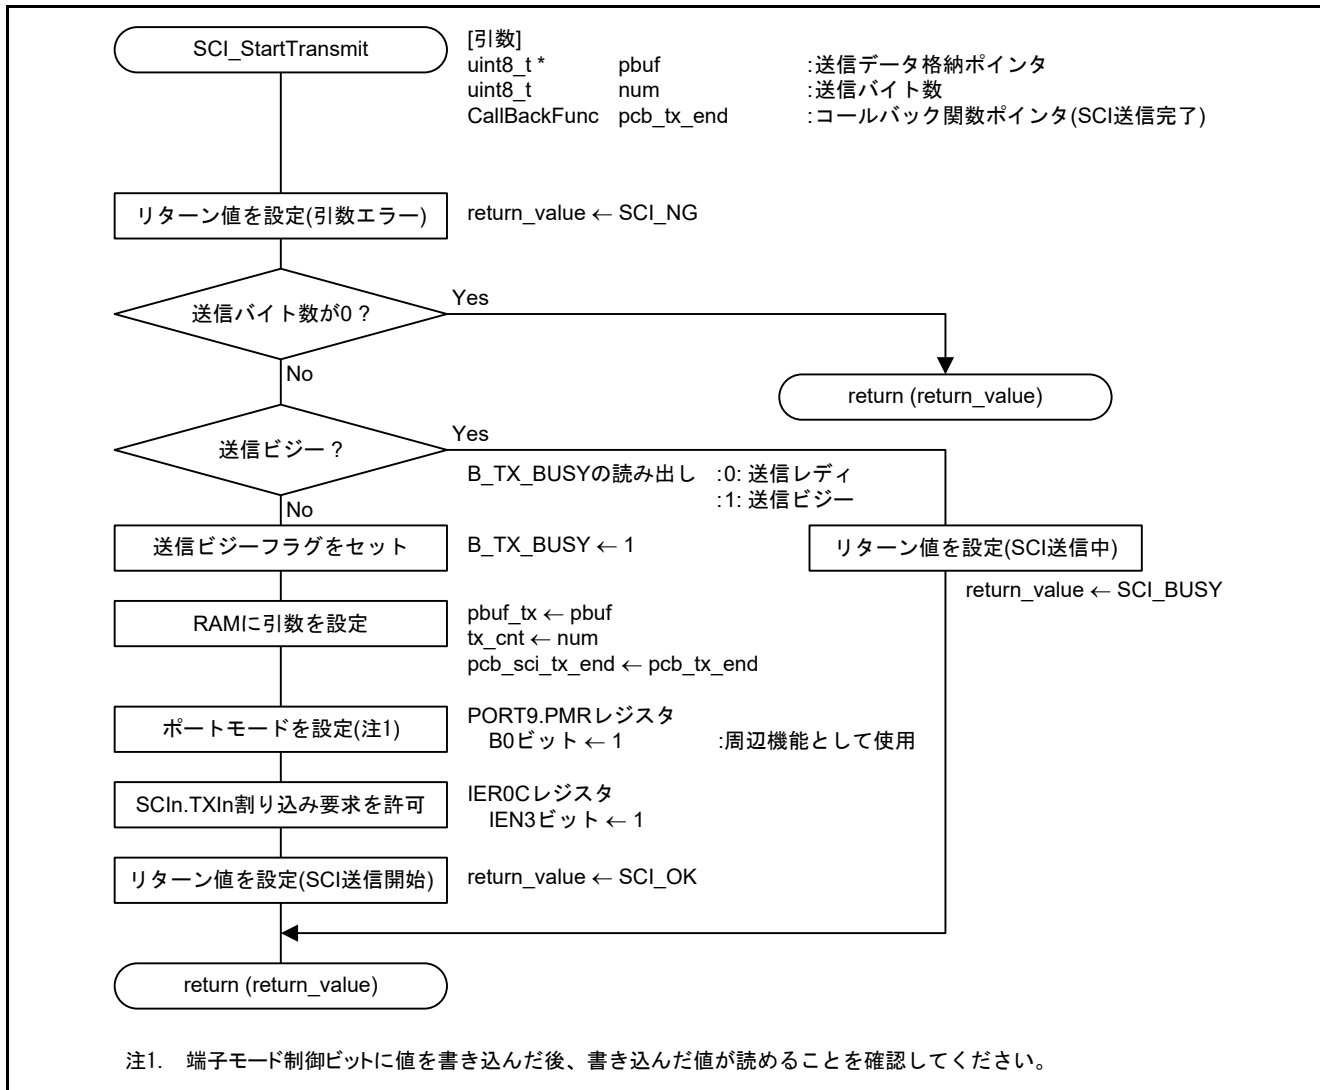 SCI_StartTransmit
[引数]
uint8_t * pbuf :送信データ格納ポインタ
uint8_t num :送信バイト数
CallBackFunc pcb_tx_end :コールバック関数ポインタ(SCI送信完了)
リターン値を設定(引数エラー)
return_value ← SCI_NG
送信バイト数が0 ?
Yes
No
return (return_value)
送信ビジー ?
Yes
B_TX_BUSYの読み出し :0: 送信レディ
:1: 送信ビジー
No
送信ビジーフラグをセット
B_TX_BUSY ← 1
リターン値を設定(SCI送信中)
return_value ← SCI_BUSY
RAMに引数を設定
pbuf_tx ← pbuf
tx_cnt ← num
pcb_sci_tx_end ← pcb_tx_end
ポートモードを設定(注1)
PORT9.PMRレジスタ
B0ビット ← 1 :周辺機能として使用
SCIn.TXIn割り込み要求を許可
IER0Cレジスタ
IEN3ビット ← 1
リターン値を設定(SCI送信開始)
return_value ← SCI_OK
return (return_value)
注1. 端子モード制御ビットに値を書き込んだ後、書き込んだ値が読めることを確認してください。